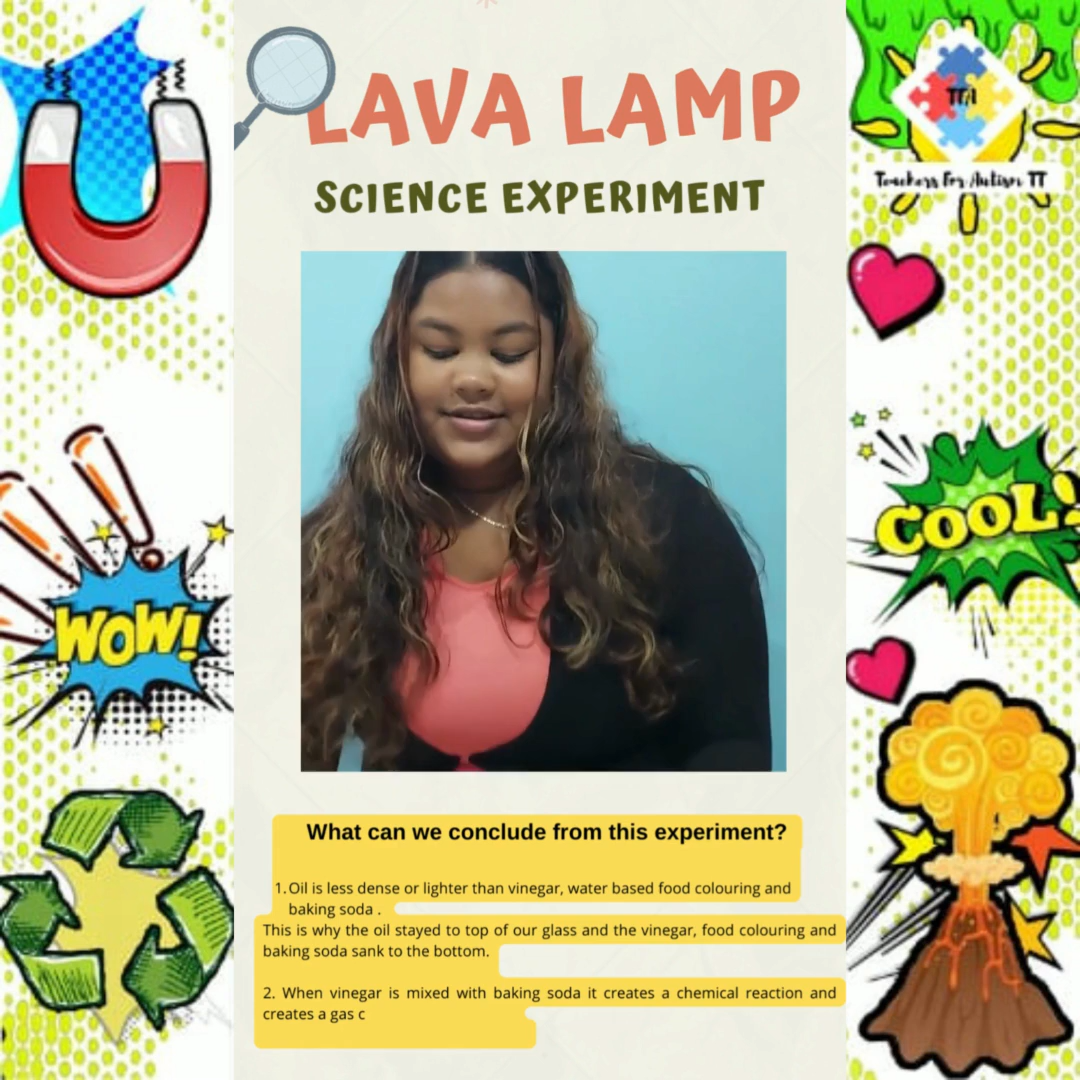 LAVA LAMP
SCIENCE EXPERIMENT
TFA
Teachers For Autism TT
WOW!
COOL!
What can we conclude from this experiment?
1. Oil is less dense or lighter than vinegar, water based food colouring and
baking soda .
This is why the oil stayed to top of our glass and the vinegar, food colouring and
baking soda sank to the bottom.
2. When vinegar is mixed with baking soda it creates a chemical reaction and
creates a gas c